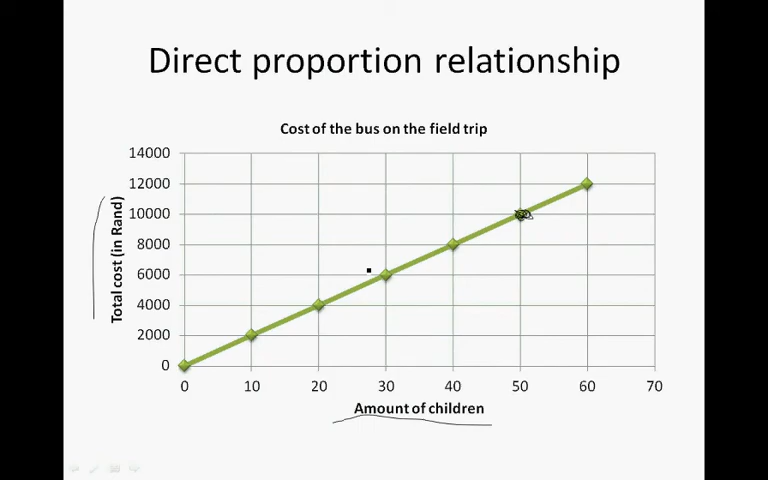 Direct proportion relationship
Cost of the bus on the field trip
Total cost (in Rand)
14000
12000
10000
8000
6000
4000
2000
0
0 10 20 30 40 50 60 70
Amount of children